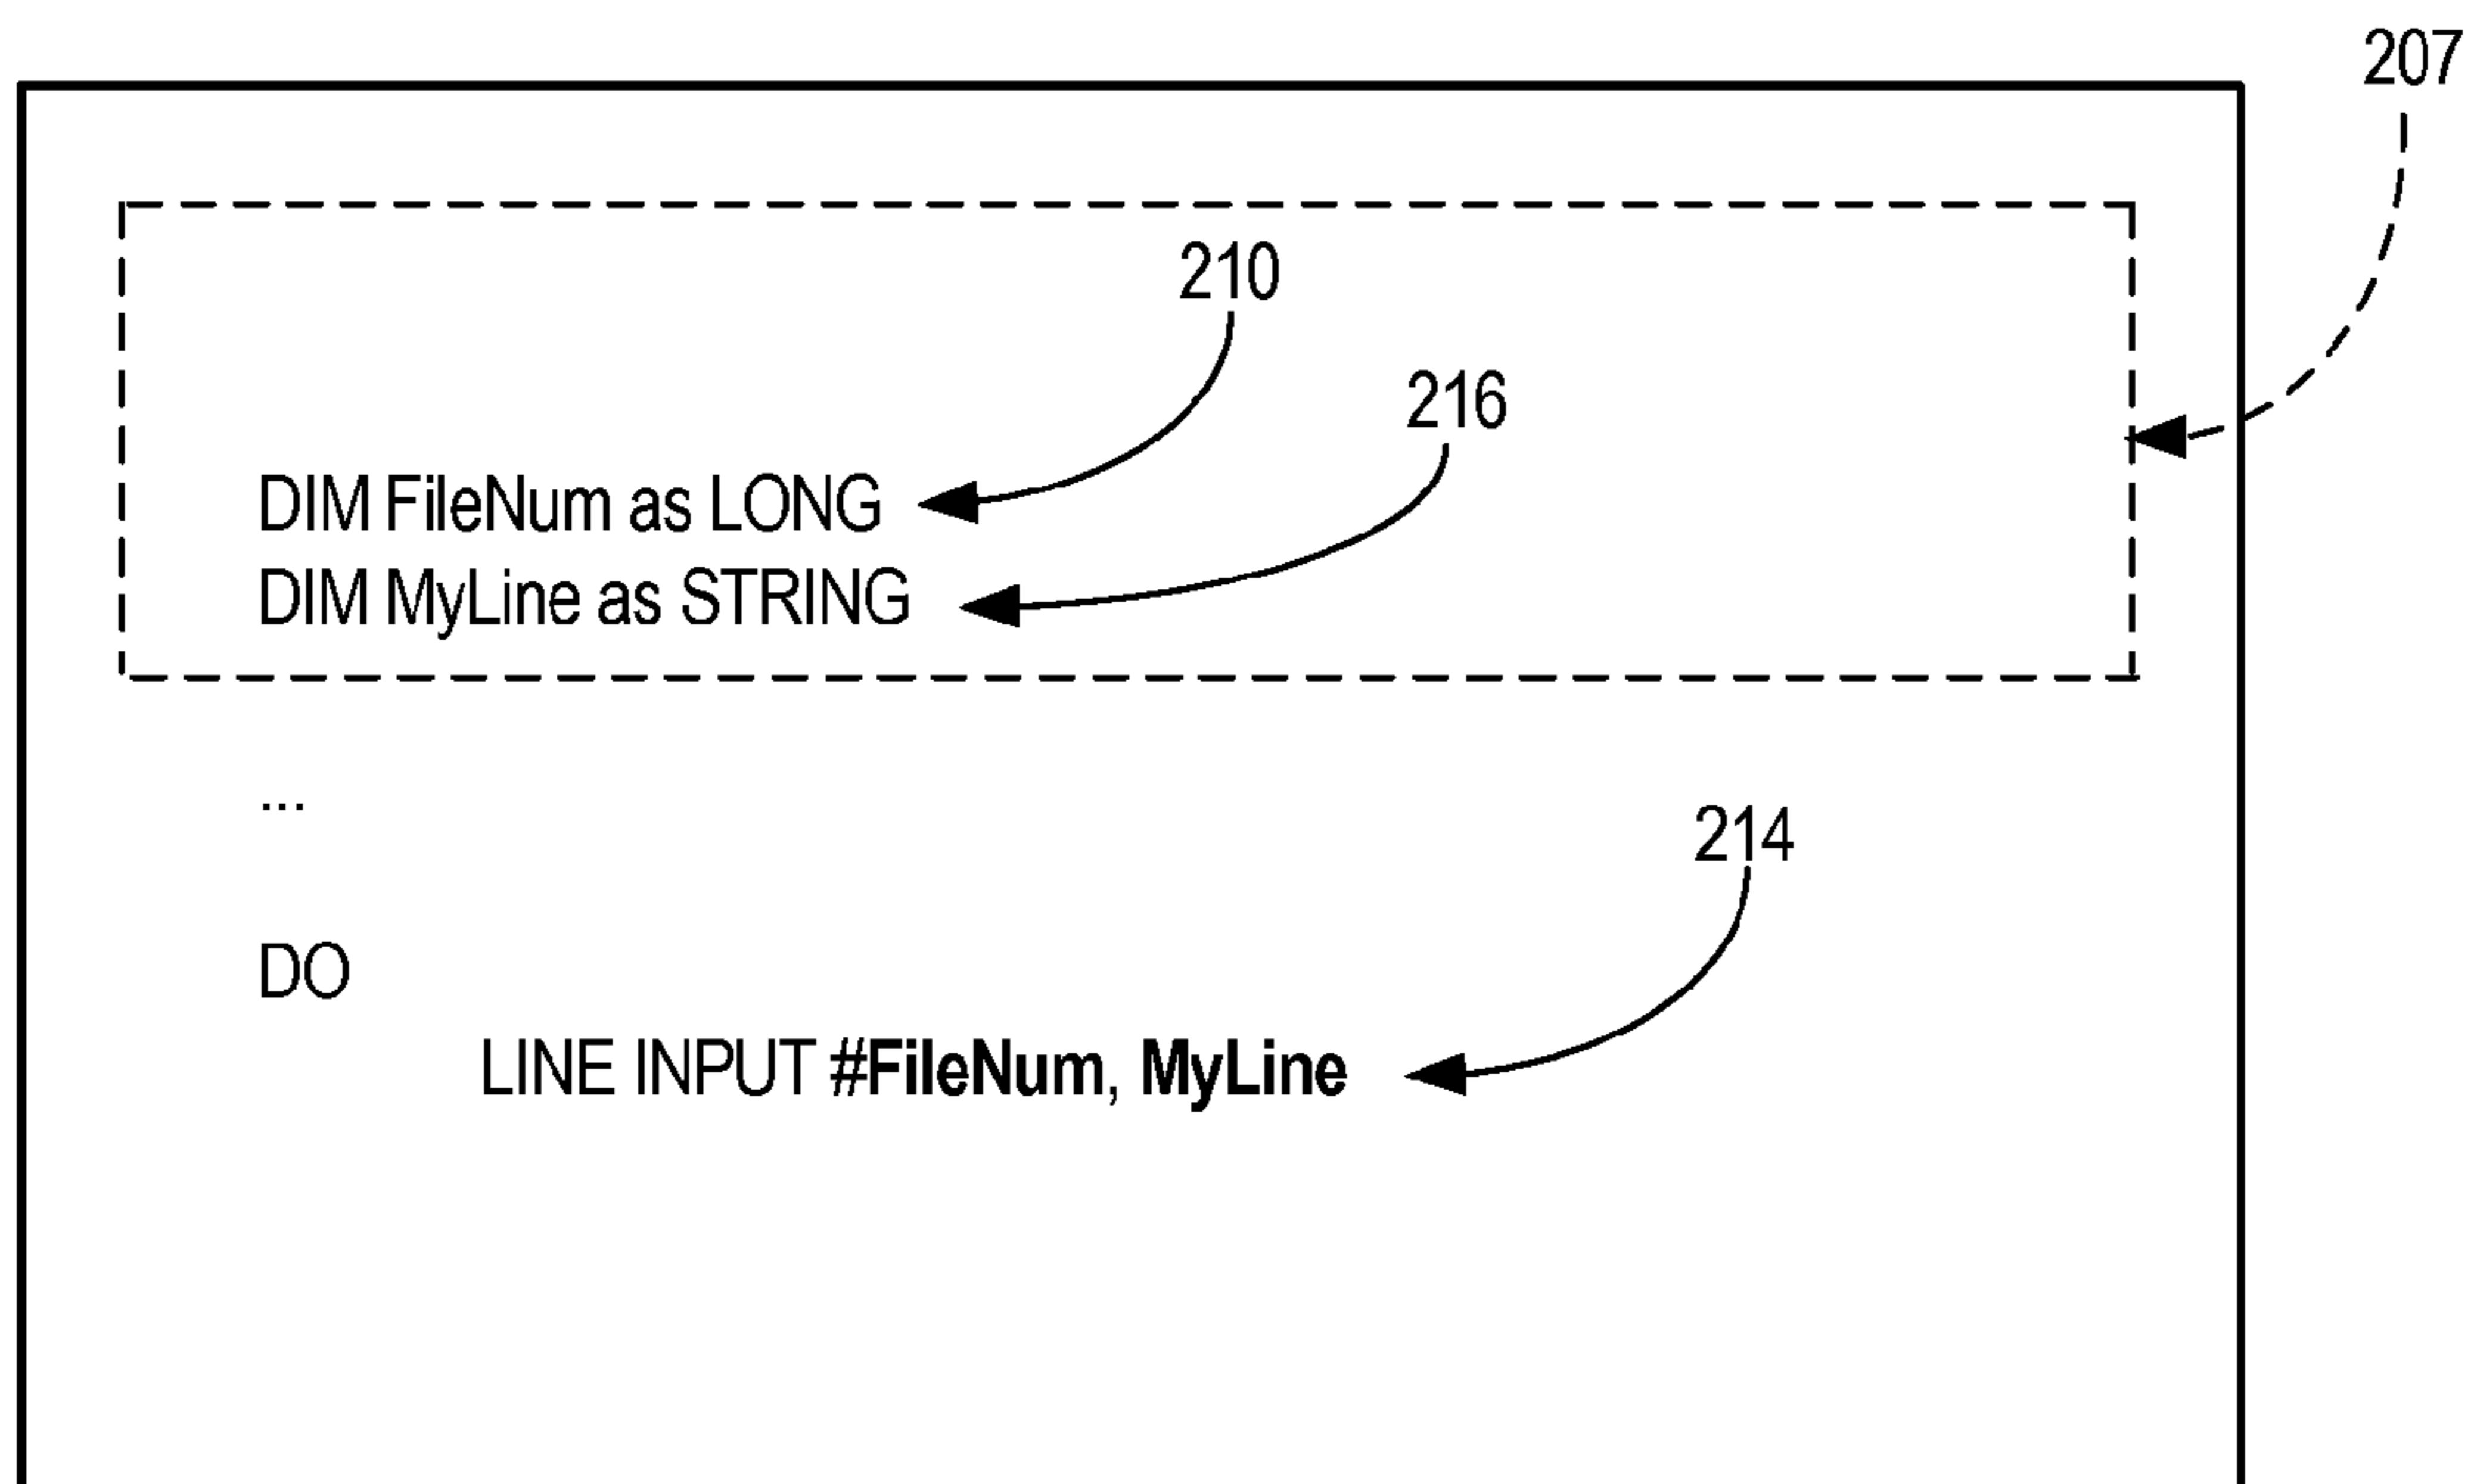 207
210
216
DIM FileNum as LONG
DIM MyLine as STRING
...
214
DO
LINE INPUT #FileNum, MyLine